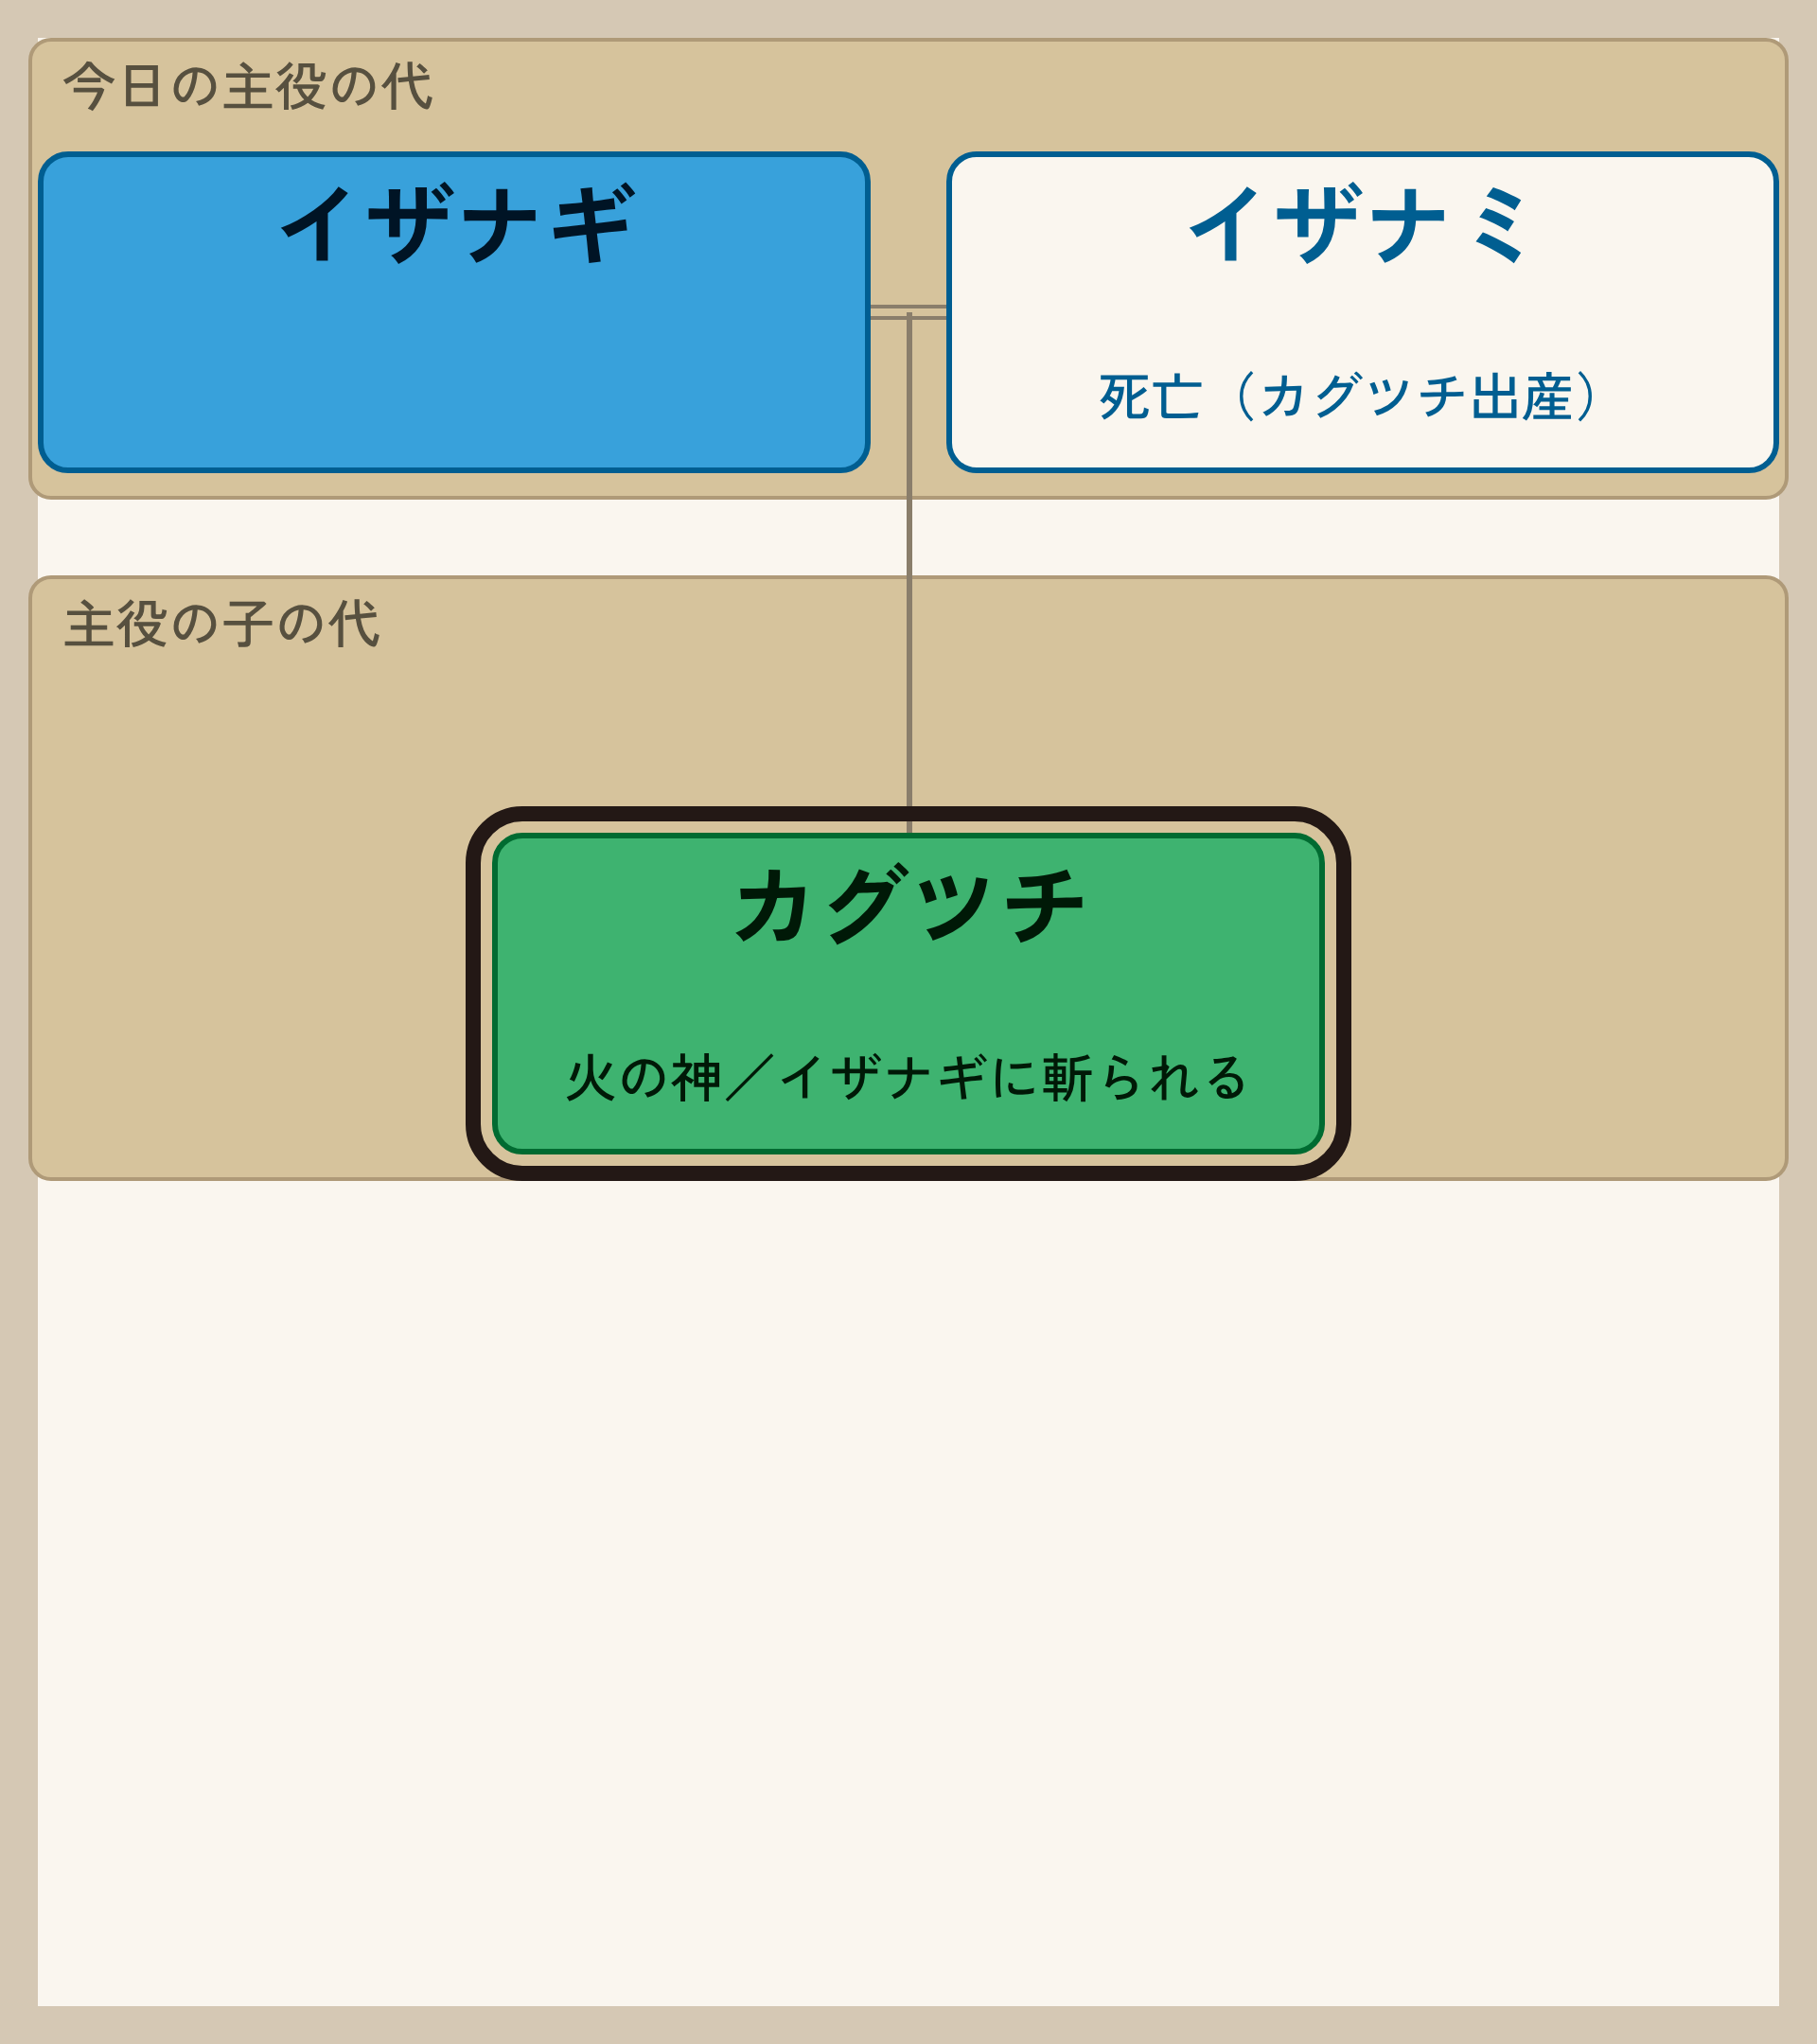 今日の主役の代
イザナギ
イザナミ
死亡（カグツチ出産）
主役の子の代
カグツチ
火の神／イザナギに斬られる